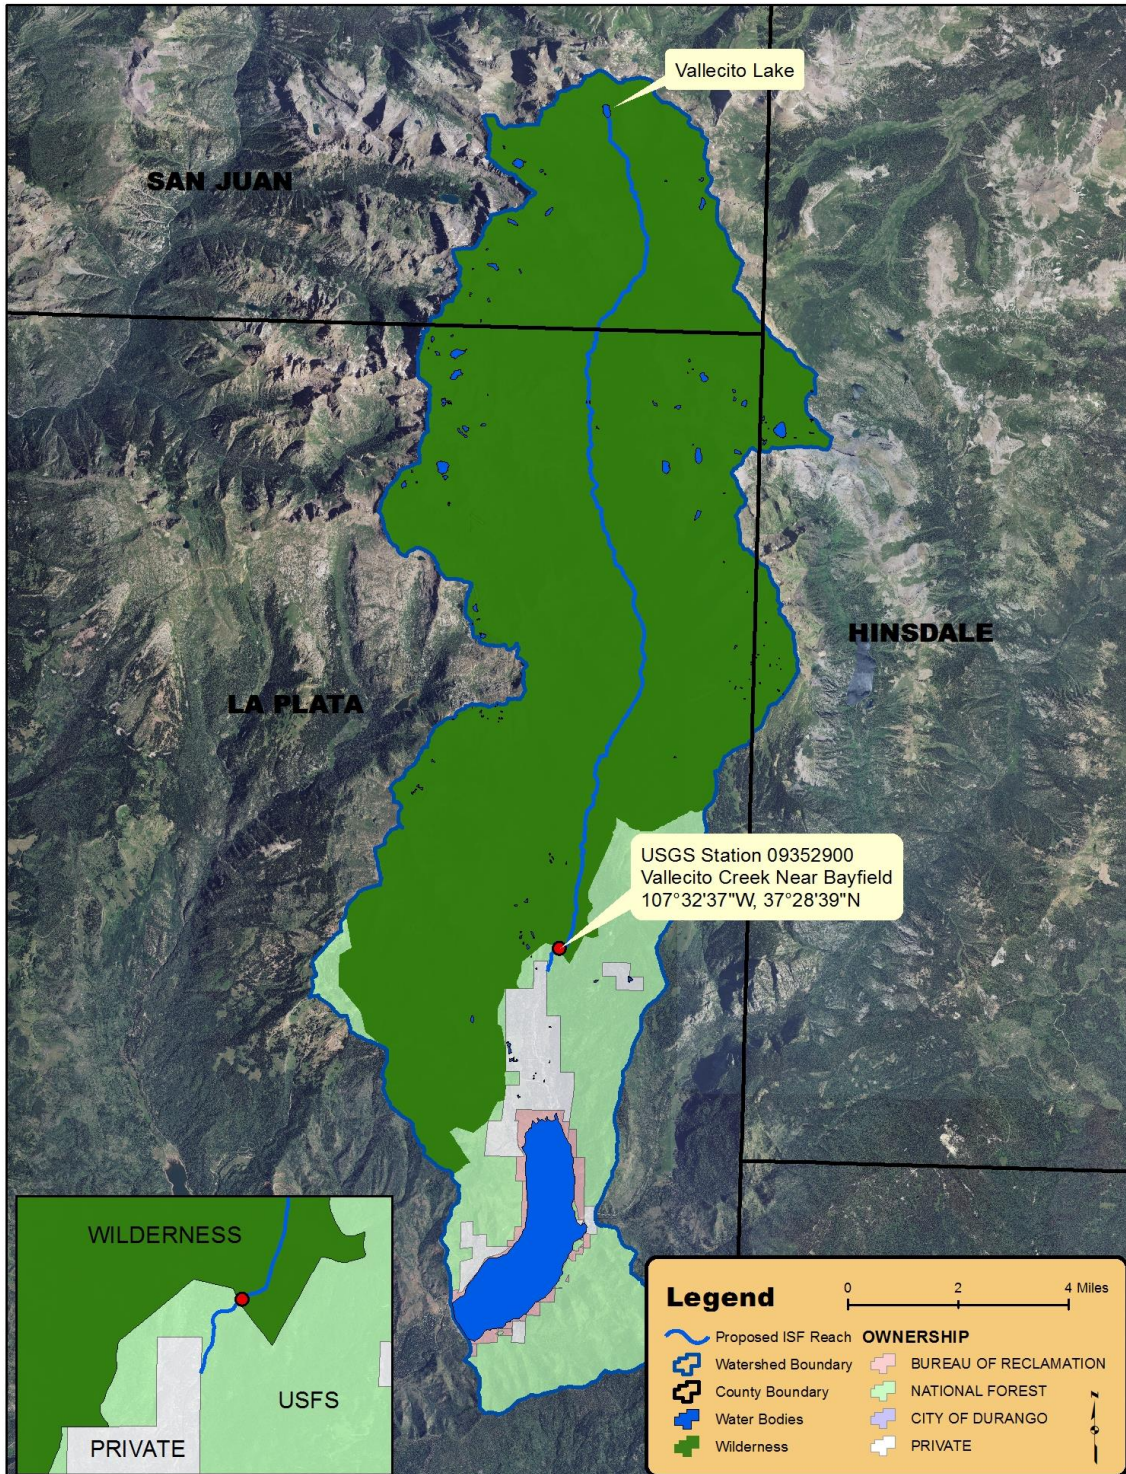 Vallecito Lake
SAN JUAN
HINSDALE
LA PLATA
USGS Station 09352900
Vallecito Creek Near Bayfield
107°32'37"W, 37°28'39"N
WILDERNESS
USFS
PRIVATE
Legend
0 2 4 Miles
Proposed ISF Reach
Watershed Boundary
County Boundary
Water Bodies
Wilderness
OWNERSHIP
BUREAU OF RECLAMATION
NATIONAL FOREST
CITY OF DURANGO
PRIVATE
N